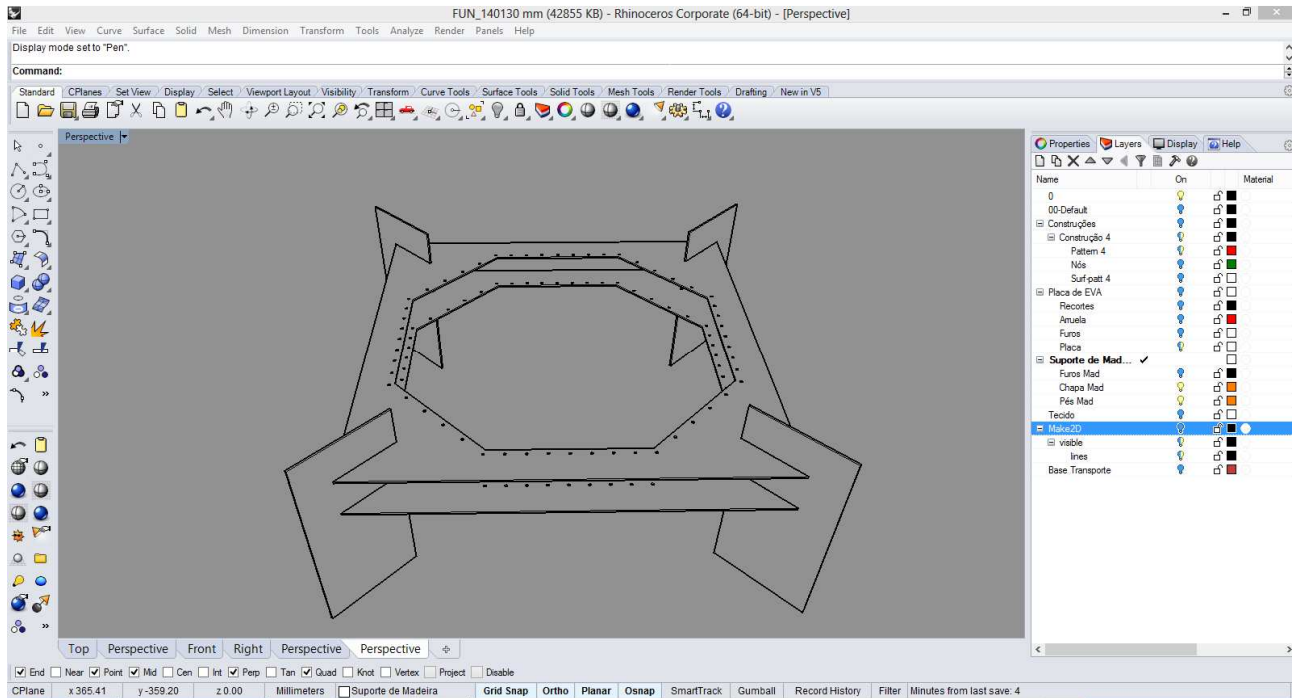 FUN_140130 mm (42855 KB) - Rhinoceros Corporate (64-bit) - [Perspective]
File Edit View Curve Surface Solid Mesh Dimension Transform Tools Analyze Render Panels Help
Display mode set to "Pen".
Command:
Standard CPlanes Set View Display Select Viewport Layout Visibility Transform Curve Tools Surface Tools Solid Tools Mesh Tools Render Tools Drafting New in V5
Perspective
Properties Layers Display Help
Name On Material
0
00-Default
Construções
Construção 4
Pattern 4
Nós
Surf-patt 4
Placa de EVA
Recortes
Arruela
Furos
Placa
Suporte de Mad...
Furos Mad
Chapa Mad
Pés Mad
Tecido
Make2D
visible
lines
Base Transporte
Top Perspective Front Right Perspective Perspective
End Near Point Mid Cen Int Perp Tan Quad Knot Vertex Project Disable
CPlane x 365.41 y -359.20 z 0.00 Millimeters Suporte de Madeira Grid Snap Ortho Planar Osnap SmartTrack Gumball Record History Filter Minutes from last save: 4